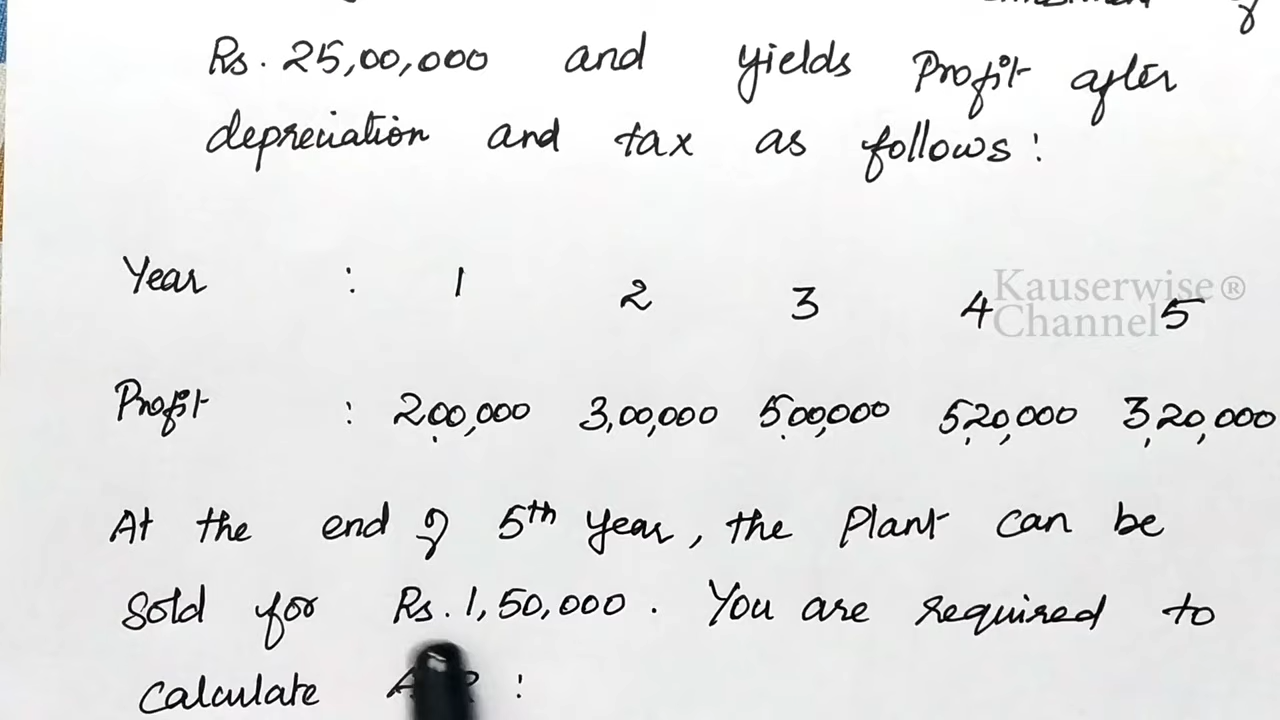 Rs. 25,00,000 and yields Profit after
depreciation and tax as follows :
Year : 1 2 3 4 5
Kauserwise®
Channel
Profit : 2,00,000 3,00,000 5,00,000 5,20,000 3,20,000
At the end of 5th year, the Plant can be
Sold for Rs. 1,50,000. You are required to
calculate :